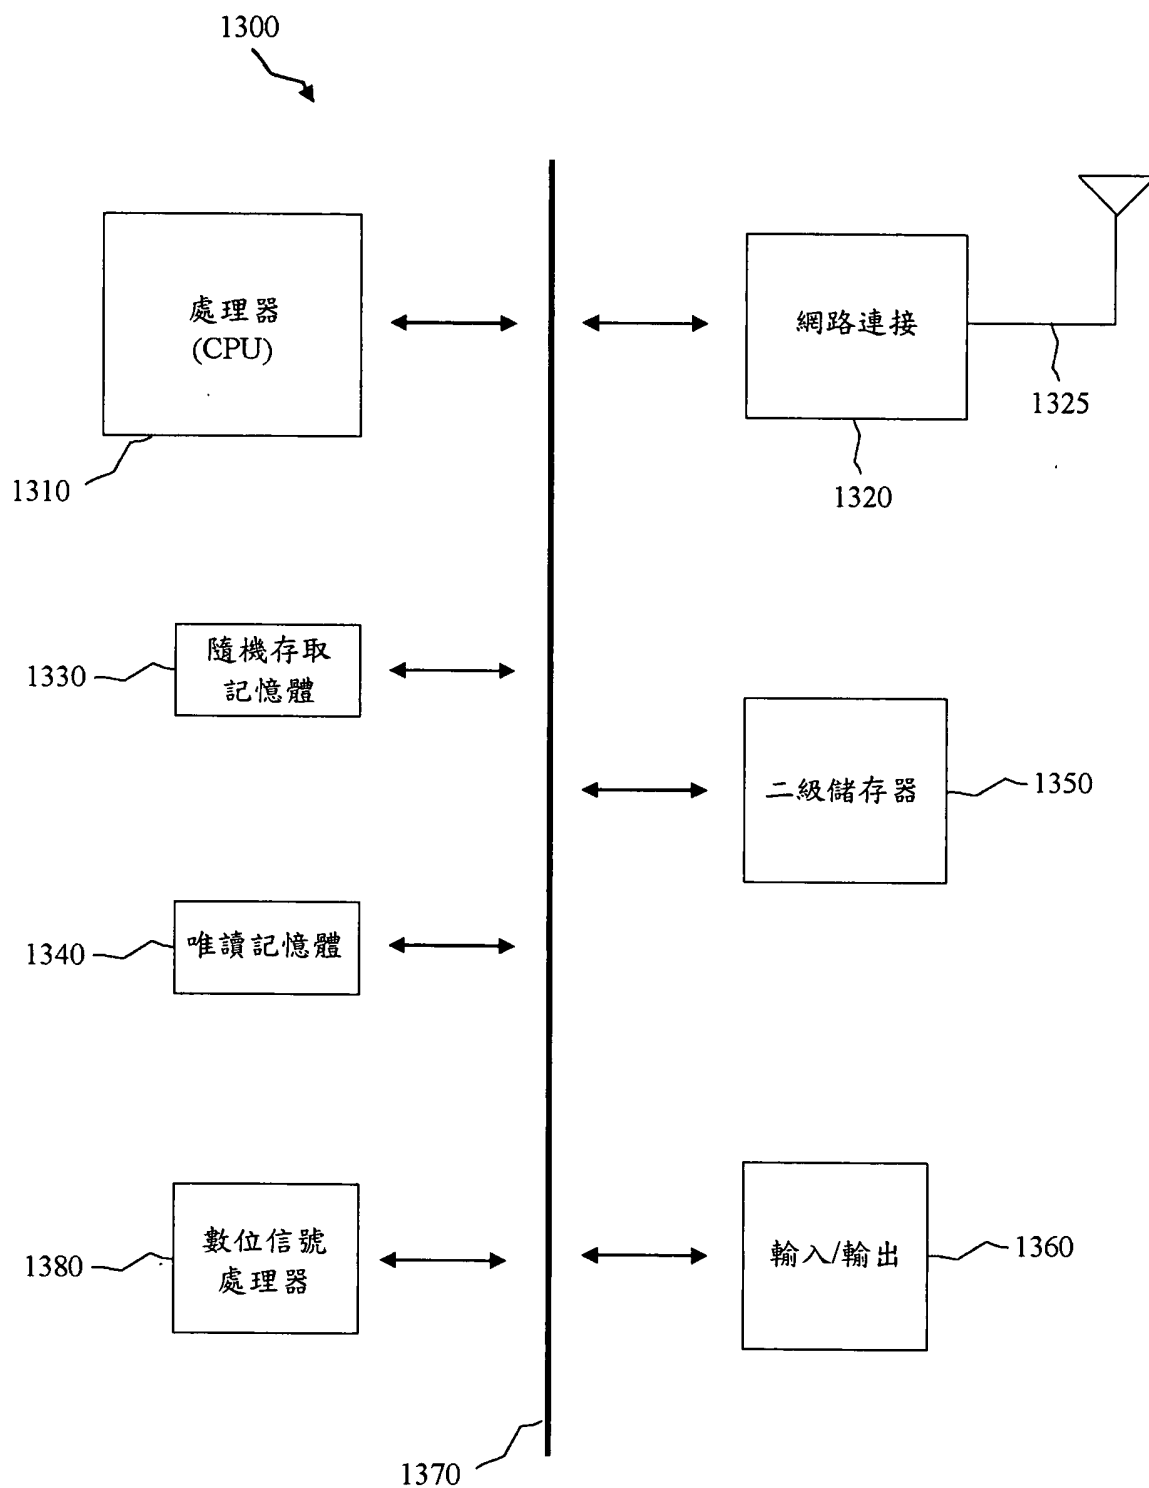 1300
處理器
(CPU)
1310
網路連接
1325
1320
隨機存取
記憶體
1330
二級儲存器
1350
唯讀記憶體
1340
數位信號
處理器
1380
輸入/輸出
1360
1370